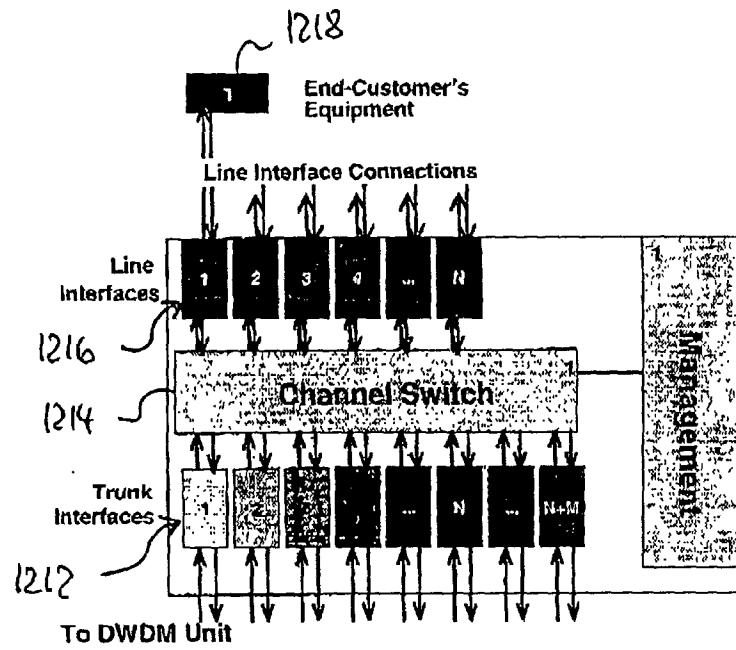 1218
1
End-Customer's
Equipment
Line Interface Connections
Line
Interfaces
1 2 3 4 ... N
1
1216
1214
Channel Switch
Management
Trunk
Interfaces
1 2 ... N ... N+M
1212
To DWDM Unit